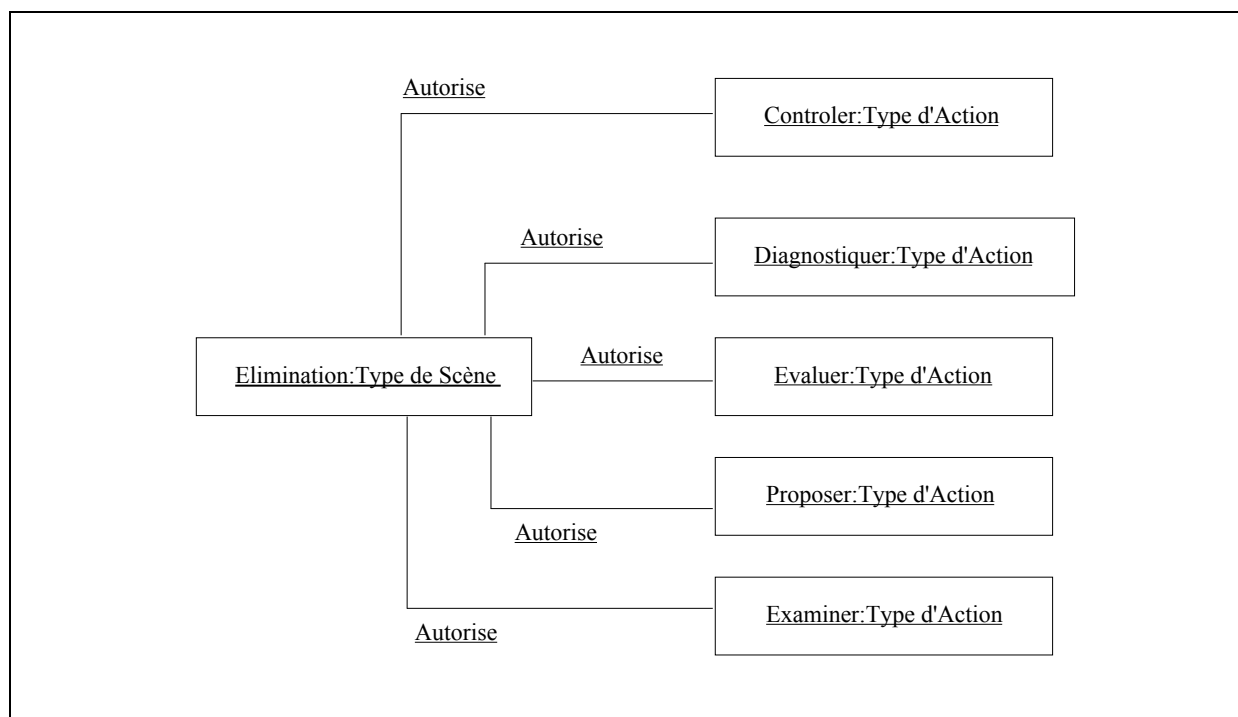 Autorise
Controler:Type d'Action
Autorise
Diagnostiquer:Type d'Action
Autorise
Elimination:Type de Scène
Evaluer:Type d'Action
Proposer:Type d'Action
Autorise
Examiner:Type d'Action
Autorise